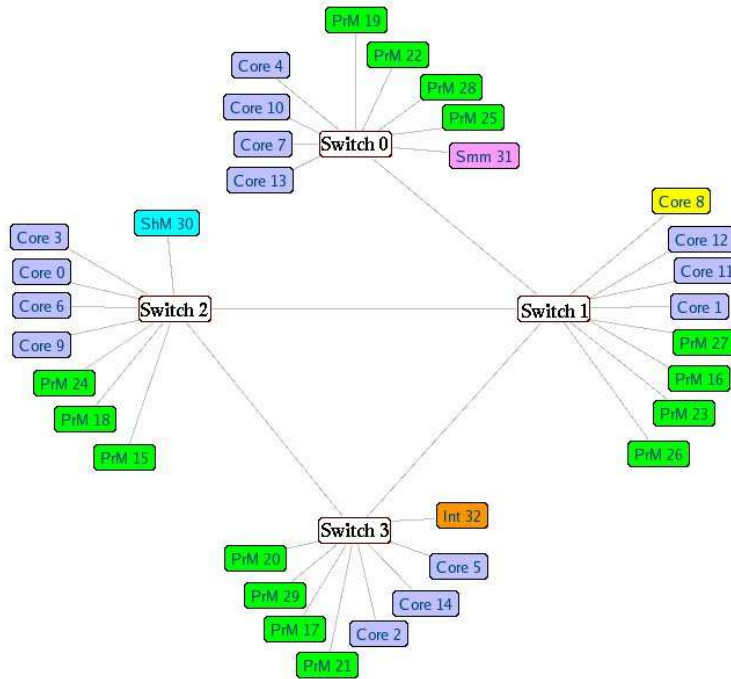 PrM 19
PrM 22
Core 4
PrM 28
Core 10
PrM 25
Switch 0
Core 7
Smm 31
Core 13
Core 8
ShM 30
Core 3
Core 12
Core 0
Core 11
Core 6
Switch 2
Switch 1
Core 1
Core 9
PrM 27
PrM 24
PrM 16
PrM 18
PrM 23
PrM 15
PrM 26
Int 32
Switch 3
PrM 20
Core 5
PrM 29
Core 14
PrM 17
Core 2
PrM 21